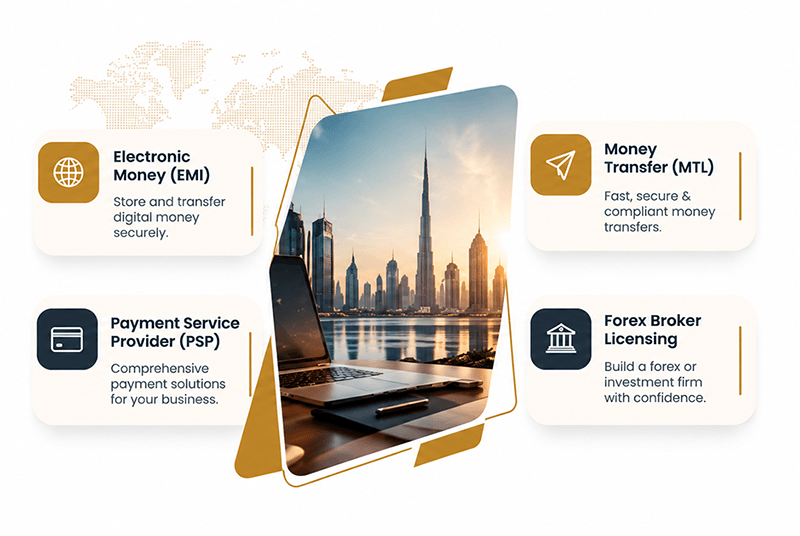 Electronic
Money (EMI)
Store and transfer
digital money
securely.
Money
Transfer (MTL)
Fast, secure &
compliant money
transfers.
Payment Service
Provider (PSP)
Comprehensive
payment solutions
for your business.
Forex Broker
Licensing
Build a forex or
investment firm
with confidence.